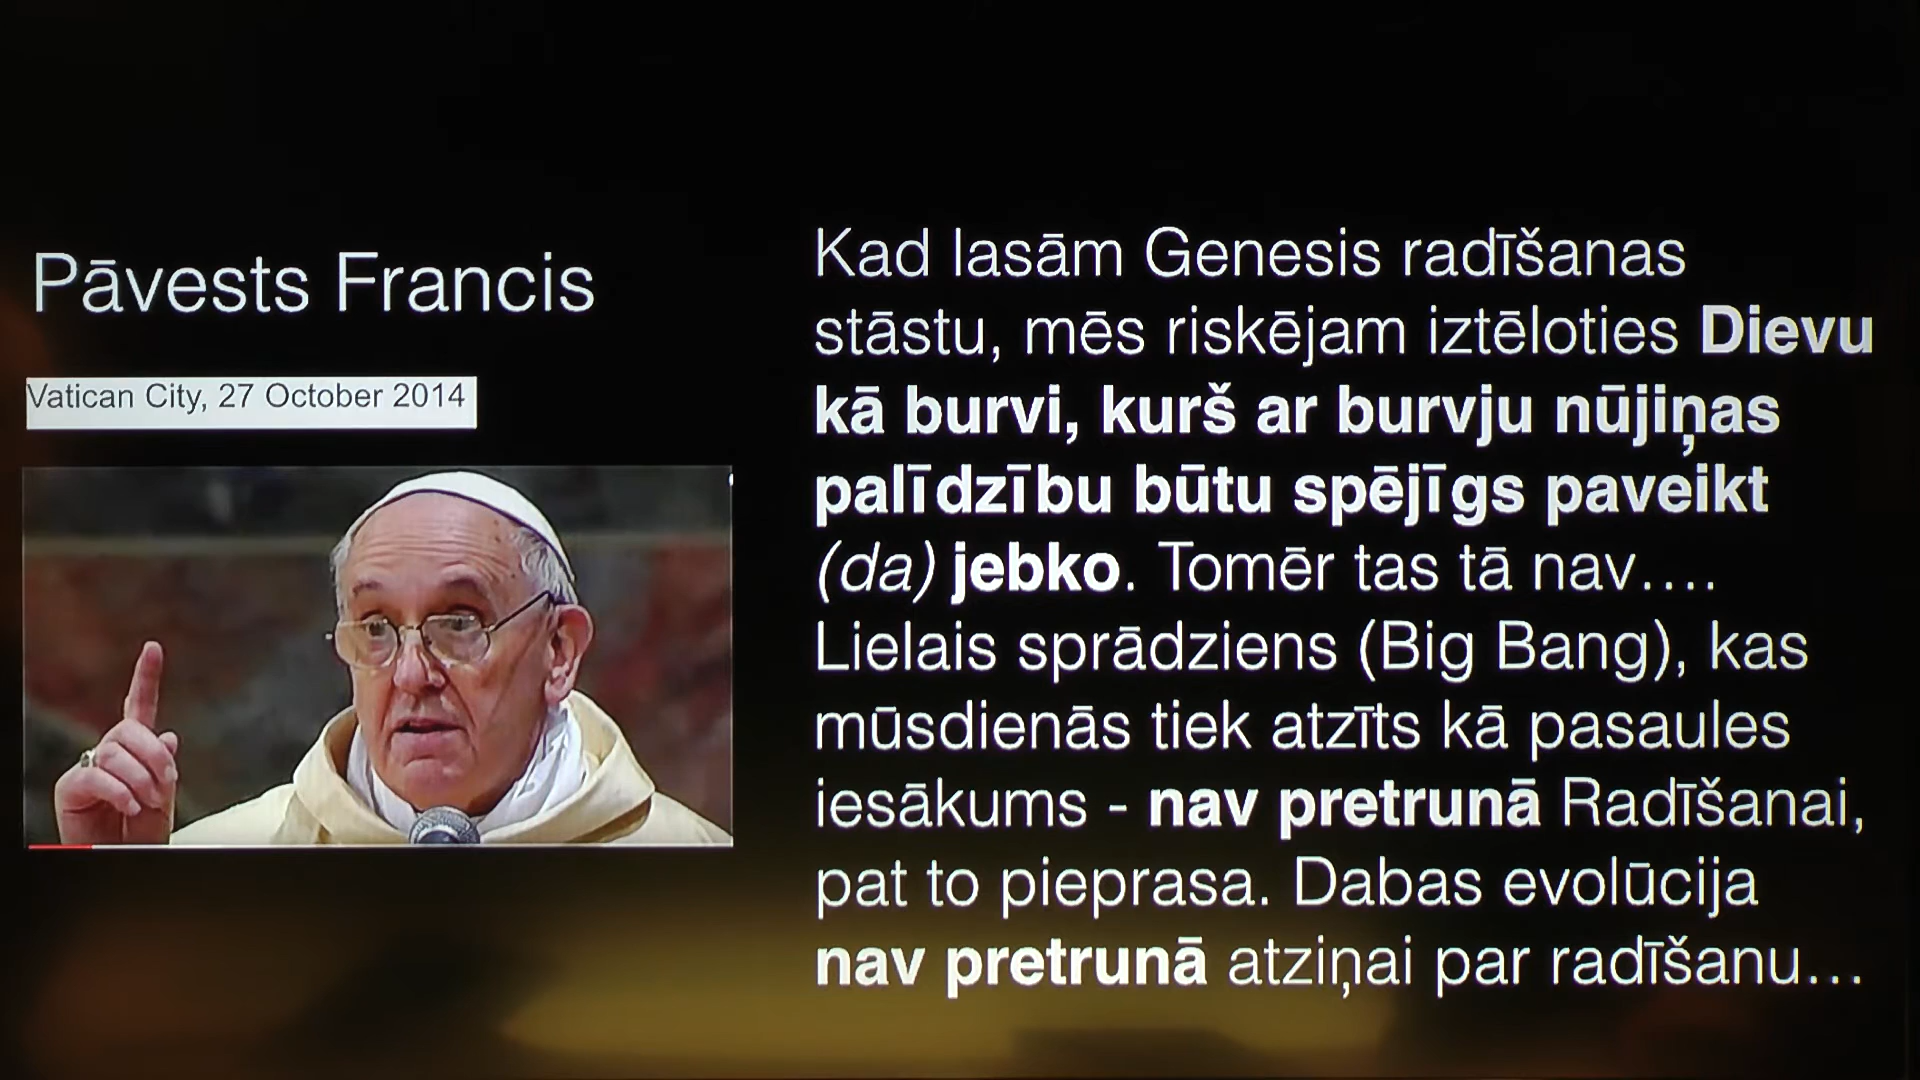 Pāvests Francis
Vatican City, 27 October 2014
Kad lasām Genesis radīšanas
stāstu, mēs riskējam iztēloties Dievu
kā burvi, kurš ar burvju nūjiņas
palīdzību būtu spējīgs paveikt
(da) jebko. Tomēr tas tā nav....
Lielais sprādziens (Big Bang), kas
mūsdienās tiek atzīts kā pasaules
iesākums - nav pretrunā Radīšanai,
pat to pieprasa. Dabas evolūcija
nav pretrunā atziņai par radīšanu...